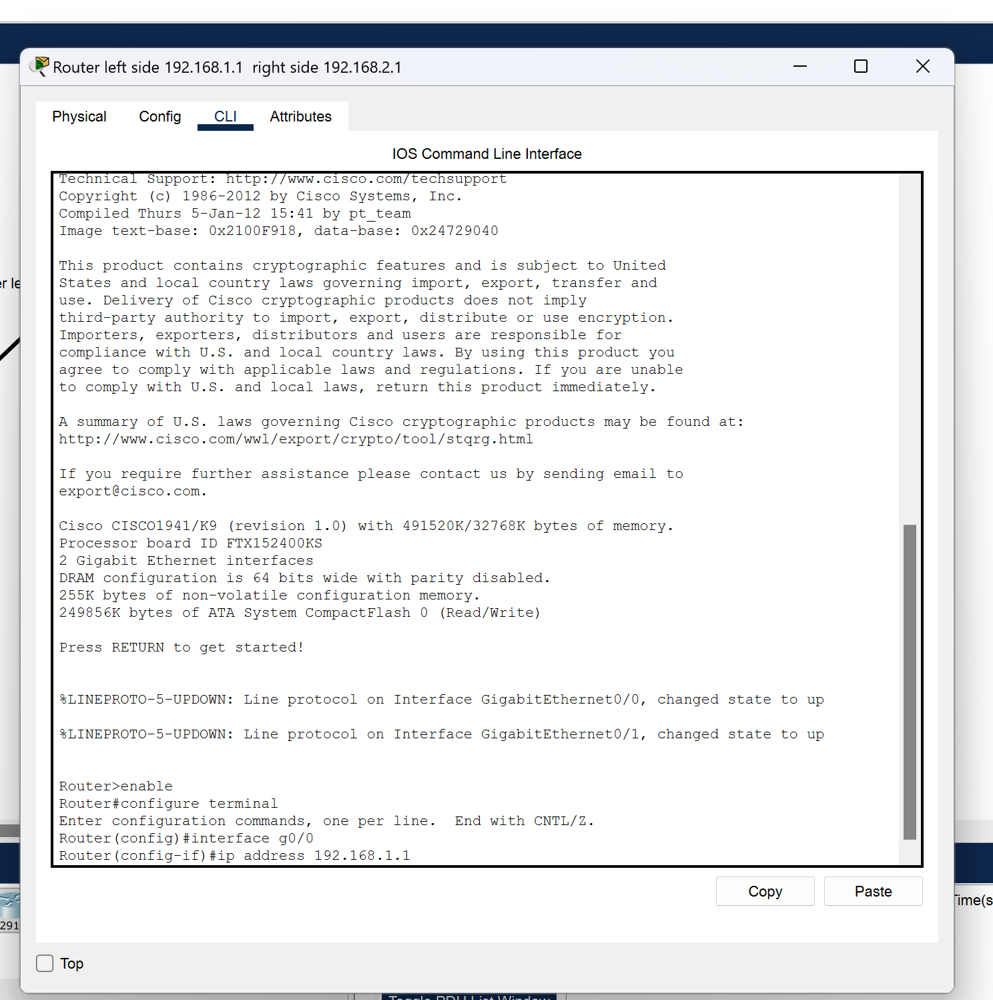 Router left side 192.168.1.1  right side 192.168.2.1
Physical Config CLI Attributes
IOS Command Line Interface
Technical Support: http://www.cisco.com/techsupport
Copyright (c) 1986-2012 by Cisco Systems, Inc.
Compiled Thurs 5-Jan-12 15:41 by pt_team
Image text-base: 0x2100F918, data-base: 0x24729040
This product contains cryptographic features and is subject to United
States and local country laws governing import, export, transfer and
use. Delivery of Cisco cryptographic products does not imply
third-party authority to import, export, distribute or use encryption.
Importers, exporters, distributors and users are responsible for
compliance with U.S. and local country laws. By using this product you
agree to comply with applicable laws and regulations. If you are unable
to comply with U.S. and local laws, return this product immediately.
A summary of U.S. laws governing Cisco cryptographic products may be found at:
http://www.cisco.com/wwl/export/crypto/tool/stqrg.html
If you require further assistance please contact us by sending email to
export@cisco.com.
Cisco CISCO1941/K9 (revision 1.0) with 491520K/32768K bytes of memory.
Processor board ID FTX152400KS
2 Gigabit Ethernet interfaces
DRAM configuration is 64 bits wide with parity disabled.
255K bytes of non-volatile configuration memory.
249856K bytes of ATA System CompactFlash 0 (Read/Write)
Press RETURN to get started!
%LINEPROTO-5-UPDOWN: Line protocol on Interface GigabitEthernet0/0, changed state to up
%LINEPROTO-5-UPDOWN: Line protocol on Interface GigabitEthernet0/1, changed state to up
Router>enable
Router#configure terminal
Enter configuration commands, one per line.  End with CNTL/Z.
Router(config)#interface g0/0
Router(config-if)#ip address 192.168.1.1
Copy Paste
291
Time(s
Top
Toggle PDU List Window